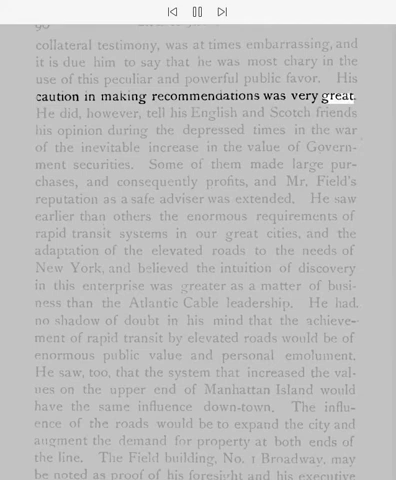 collateral testimony, was at times embarrassing, and
it is due him to say that he was most chary in the
use of this peculiar and powerful public favor. His
caution in making recommendations was very great.
He did, however, tell his English and Scotch friends
his opinion during the depressed times in the war
of the inevitable increase in the value of Govern-
ment securities. Some of them made large pur-
chases, and consequently profits, and Mr. Field's
reputation as a safe adviser was extended. He saw
earlier than others the enormous requirements of
rapid transit systems in our great cities, and the
adaptation of the elevated roads to the needs of
New York, and believed the intuition of discovery
in this enterprise was greater as a matter of busi-
ness than the Atlantic Cable leadership. He had
no shadow of doubt in his mind that the achieve-
ment of rapid transit by elevated roads would be of
enormous public value and personal emolument.
He saw, too, that the system that increased the val-
ues on the upper end of Manhattan Island would
have the same influence down-town. The influ-
ence of the roads would be to expand the city and
augment the demand for property at both ends of
the line. The Field building, No. 1 Broadway, may
be noted as proof of his foresight and his executive